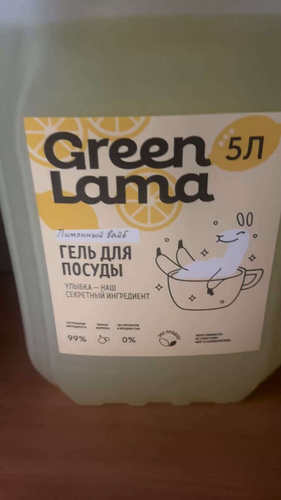 Green 5Л
Lama
Лимонный вайб
ГЕЛЬ ДЛЯ
ПОСУДЫ
УЛЫБКА — НАШ
СЕКРЕТНЫЙ ИНГРЕДИЕНТ
99% 0%